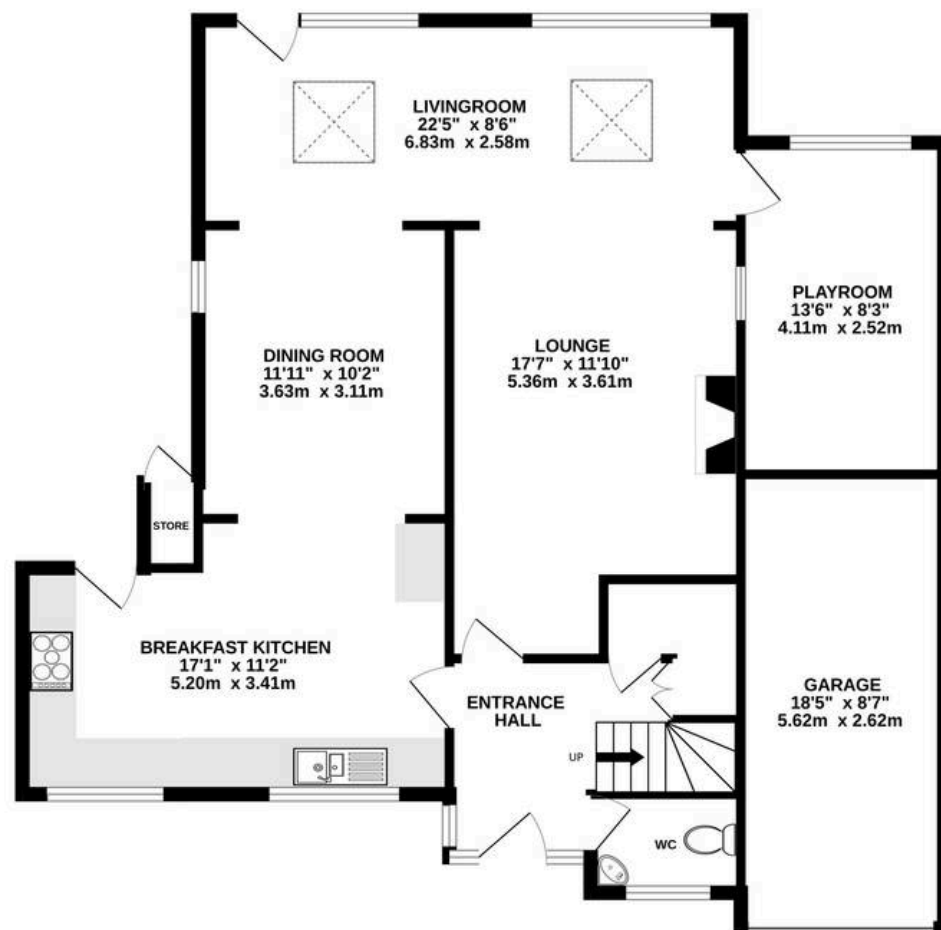 LIVINGROOM
22'5" x 8'6"
6.83m x 2.58m
PLAYROOM
13'6" x 8'3"
4.11m x 2.52m
DINING ROOM
11'11" x 10'2"
3.63m x 3.11m
LOUNGE
17'7" x 11'10"
5.36m x 3.61m
STORE
BREAKFAST KITCHEN
17'1" x 11'2"
5.20m x 3.41m
ENTRANCE
HALL
GARAGE
18'5" x 8'7"
5.62m x 2.62m
UP
WC